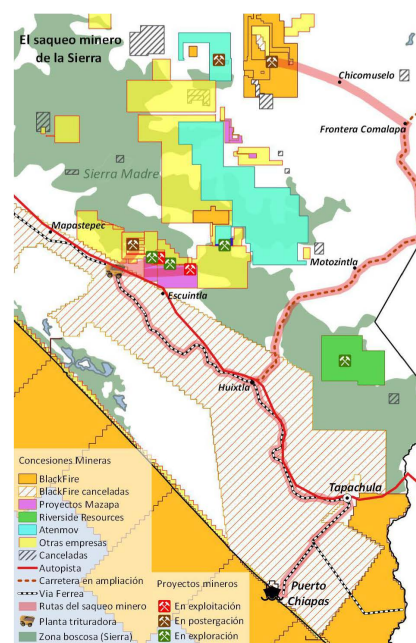 El saqueo minero
de la Sierra
Chicomuselo
Frontera Comalapa
Sierra Madre
Mapastepec
Motozintla
Escuintla
Huixtla
Tapachula
Puerto
Chiapas
Concesiones Mineras
BlackFire
BlackFire canceladas
Proyectos Mazapa
Riverside Resources
Atenmov
Otras empresas
Canceladas
Autopista
Carretera en ampliación
Vía Ferrea
Rutas del saqueo minero
Planta trituradora
Zona boscosa (Sierra)
Proyectos mineros
En exploitación
En postergación
En exploración